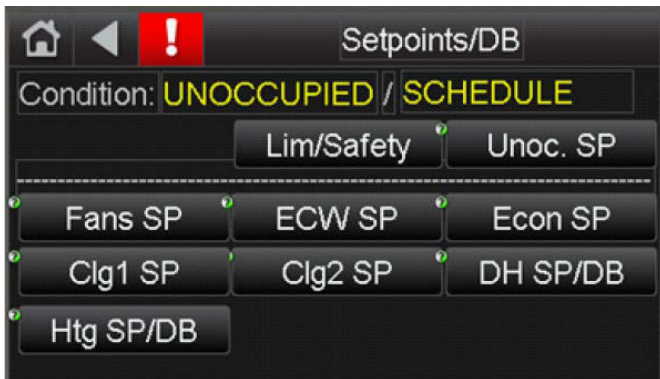 ! Setpoints/DB
Condition: UNOCCUPIED / SCHEDULE
Lim/Safety Unoc. SP
Fans SP ECW SP Econ SP
Clg1 SP Clg2 SP DH SP/DB
Htg SP/DB